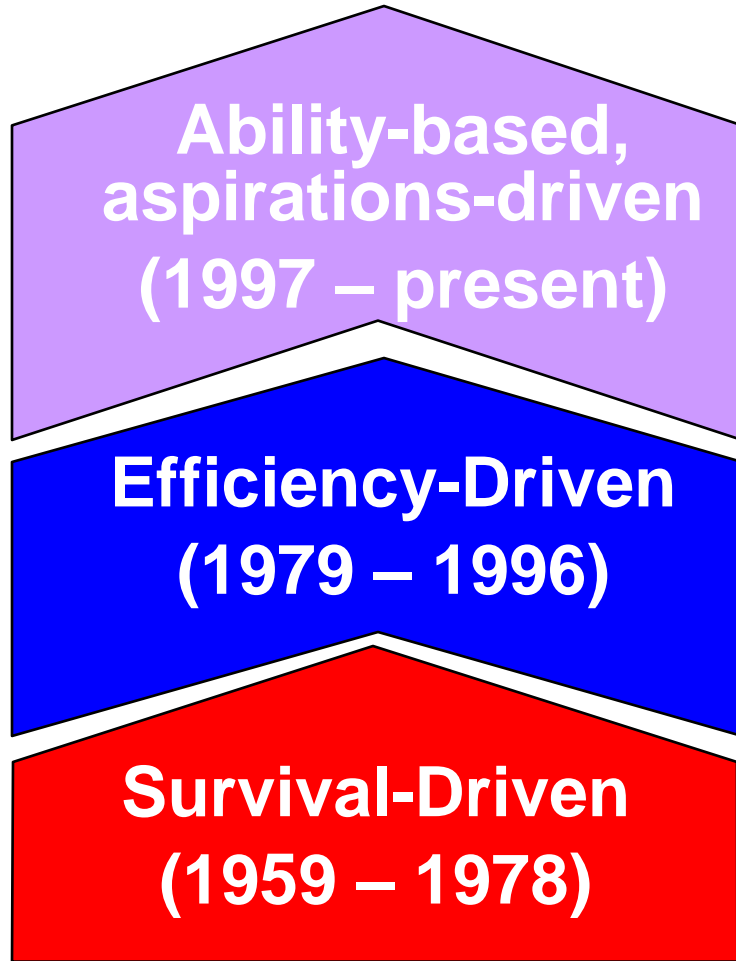 Ability-based,
aspirations-driven
(1997 – present)
Efficiency-Driven
(1979 – 1996)
Survival-Driven
(1959 – 1978)